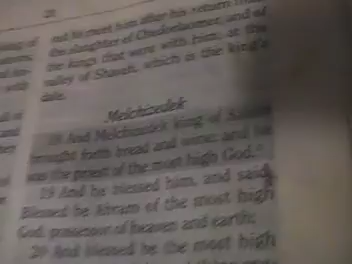 out to meet him after his return from
the slaughter of Chedorlaomer, and of
the kings that were with him, at the
valley of Shaveh, which is the king's
dale.
Melchizedek
18 And Melchizedek king of Salem
brought forth bread and wine: and he
was the priest of the most high God.
19 And he blessed him, and said,
Blessed be Abram of the most high
God, possessor of heaven and earth:
20 And blessed be the most high